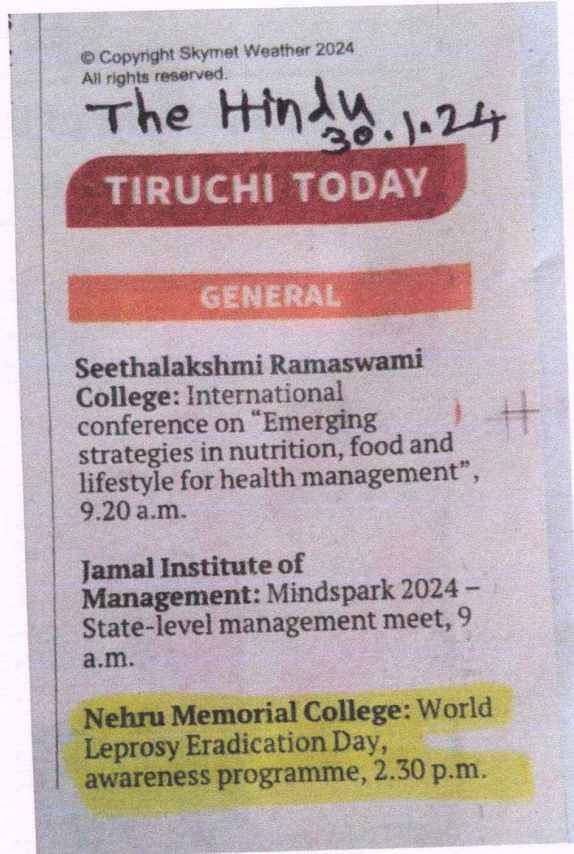 © Copyright Skymet Weather 2024
All rights reserved.
The Hindu
30.1.24
TIRUCHI TODAY
GENERAL
Seethalakshmi Ramaswami
College: International
conference on “Emerging
strategies in nutrition, food and
lifestyle for health management”,
9.20 a.m.
Jamal Institute of
Management: Mindspark 2024 –
State-level management meet, 9
a.m.
Nehru Memorial College: World
Leprosy Eradication Day,
awareness programme, 2.30 p.m.